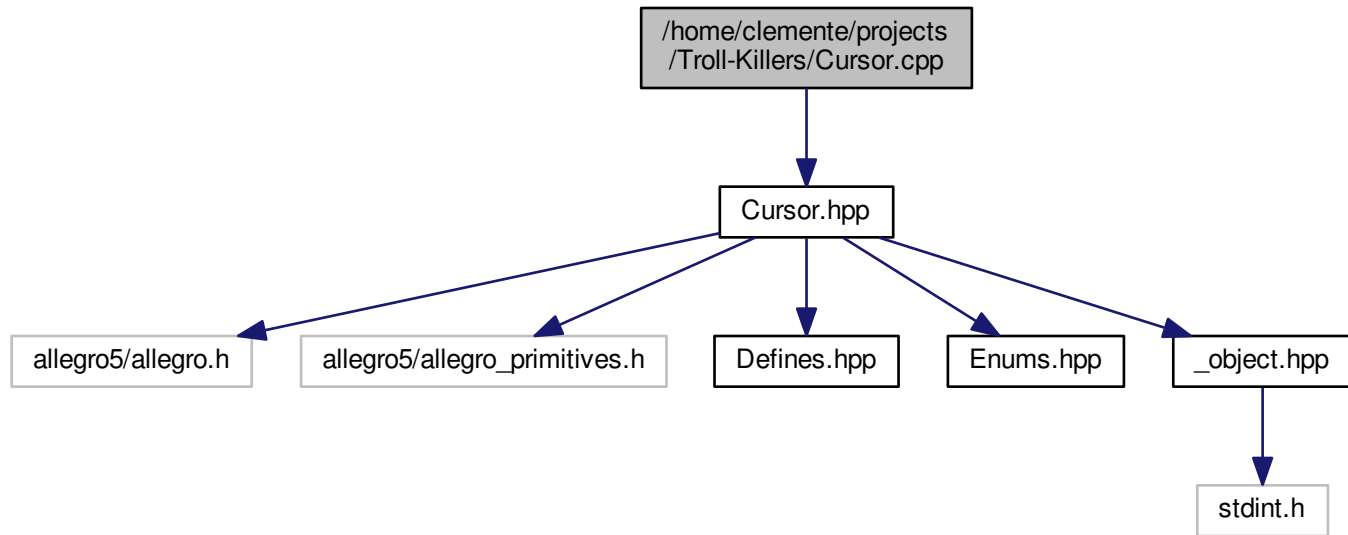 /home/clemente/projects
/Troll-Killers/Cursor.cpp
Cursor.hpp
allegro5/allegro.h
allegro5/allegro_primitives.h
Defines.hpp
Enums.hpp
_object.hpp
stdint.h